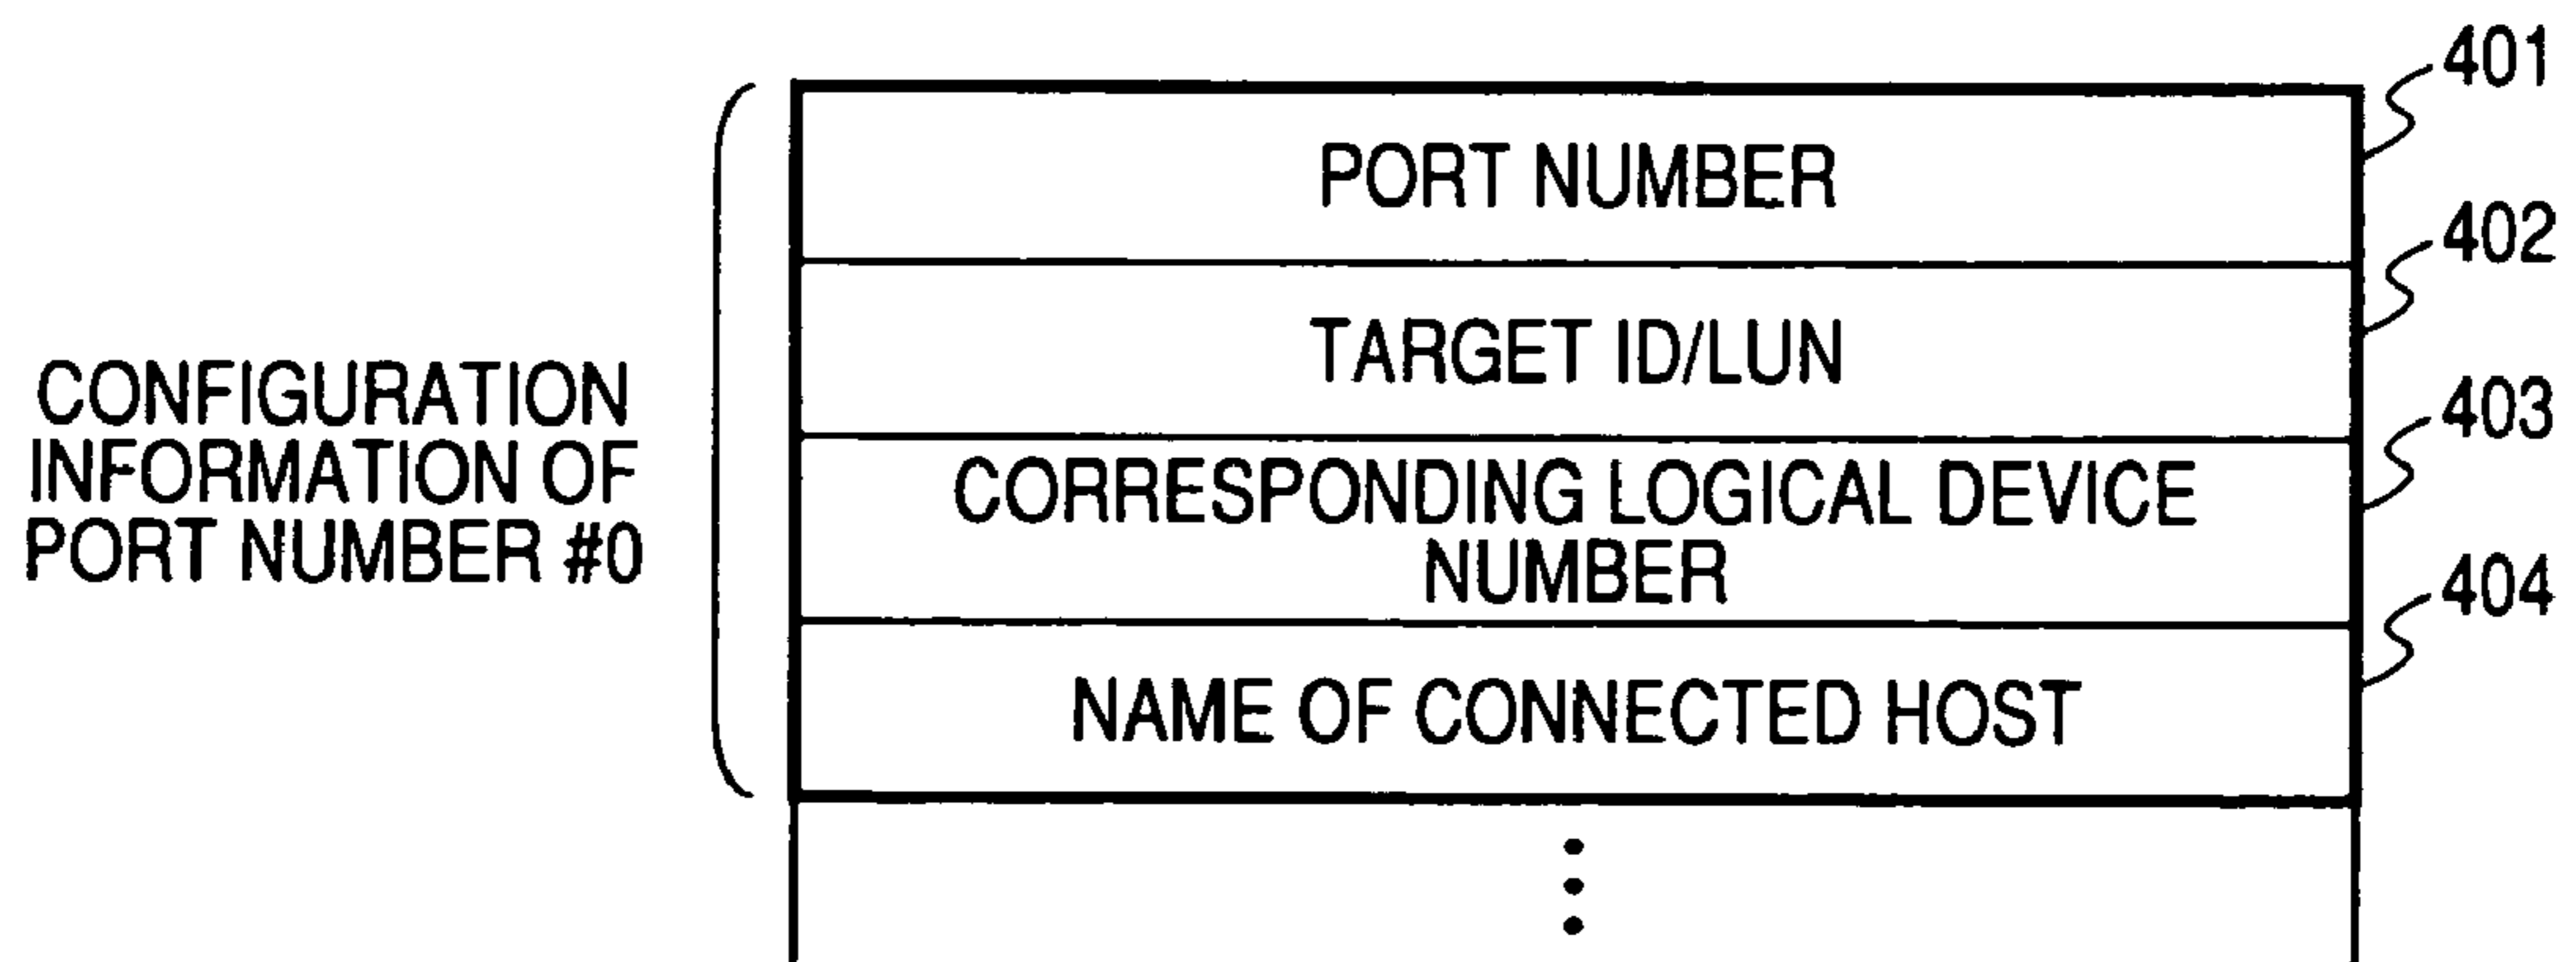 401
PORT NUMBER
402
TARGET ID/LUN
403
CONFIGURATION
INFORMATION OF
PORT NUMBER #0
CORRESPONDING LOGICAL DEVICE
NUMBER
404
NAME OF CONNECTED HOST